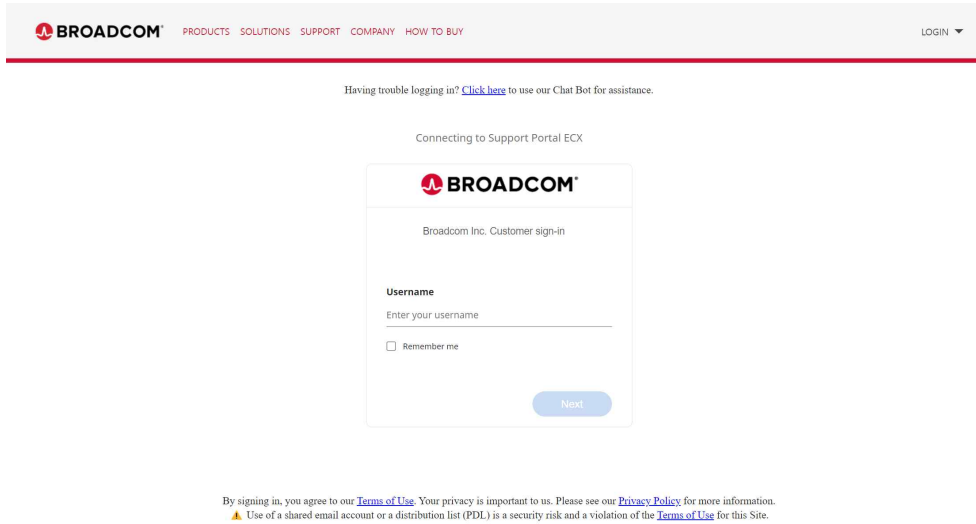 BROADCOM®
PRODUCTS SOLUTIONS SUPPORT COMPANY HOW TO BUY
LOGIN
Having trouble logging in? Click here to use our Chat Bot for assistance.
Connecting to Support Portal ECX
BROADCOM®
Broadcom Inc. Customer sign-in
Username
Enter your username
Remember me
Next
By signing in, you agree to our Terms of Use. Your privacy is important to us. Please see our Privacy Policy for more information.
Use of a shared email account or a distribution list (PDL) is a security risk and a violation of the Terms of Use for this Site.